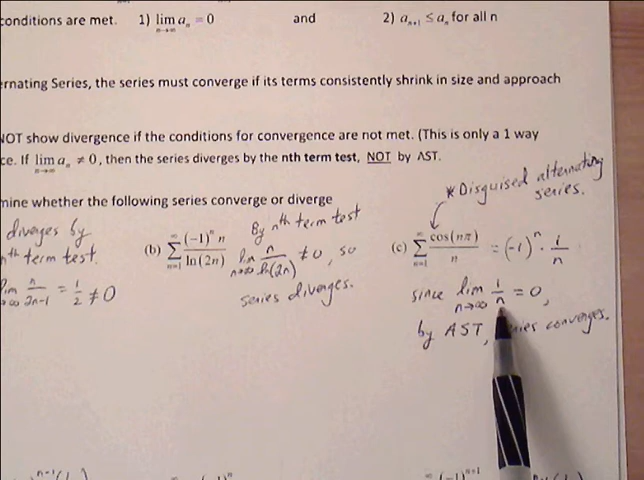 conditions are met. 1) lim aₙ = 0 and 2) aₙ₊₁ ≤ aₙ for all n
n→∞
rnating Series, the series must converge if its terms consistently shrink in size and approach
NOT show divergence if the conditions for convergence are not met. (This is only a 1 way
ce. If lim aₙ ≠ 0, then the series diverges by the nth term test, NOT by AST.
n→∞
mine whether the following series converge or diverge
* Disguised alternating
series.
diverges by
nth term test.
lim n/(2n-1) = 1/2 ≠ 0
(b) ∑ₙ₌₁^∞ (-1)ⁿ n / ln(2n)
By nth term test
lim n→∞ n/ln(2n) ≠ 0, so
series diverges.
(c) ∑ₙ₌₁^∞ cos(nπ)/n = (-1)ⁿ · 1/n
since lim n→∞ 1/n = 0,
by AST, series converges.